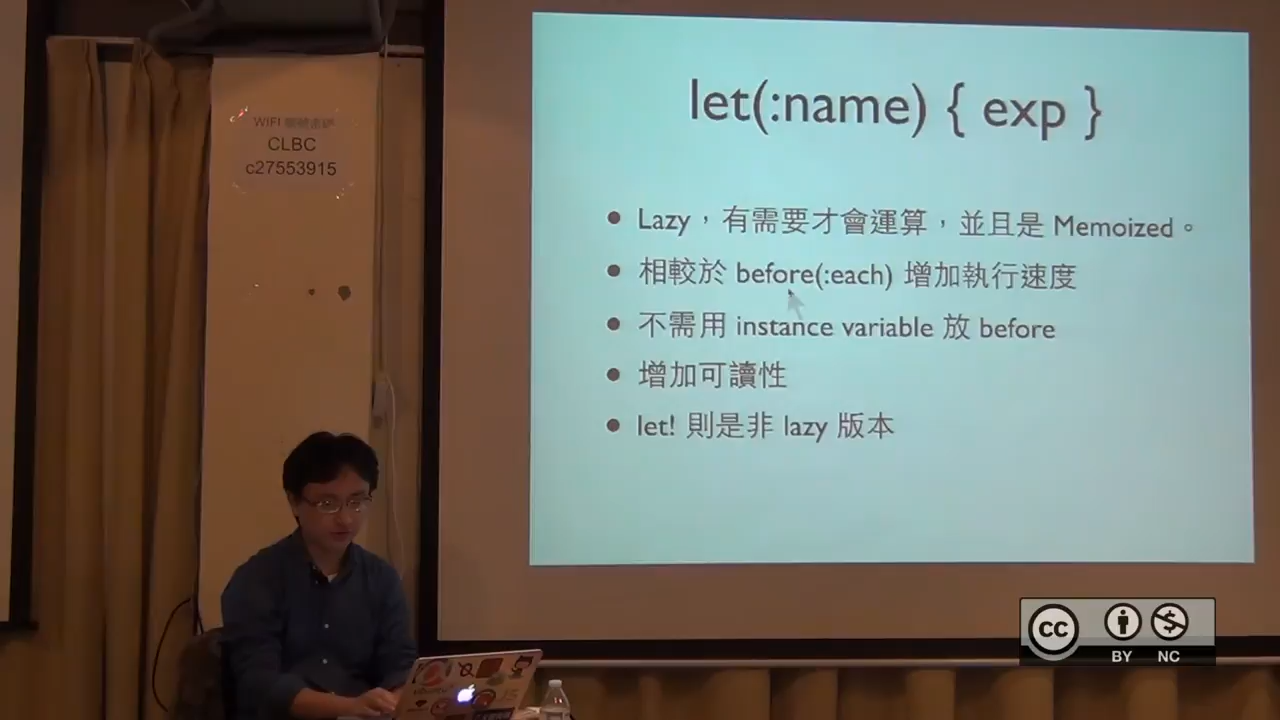 let(:name) { exp }
Lazy，有需要才會運算，並且是 Memoized。
相較於 before(:each) 增加執行速度
不需用 instance variable 放 before
增加可讀性
let! 則是非 lazy 版本
WIFI
CLBC
c27553915
cc
BY NC